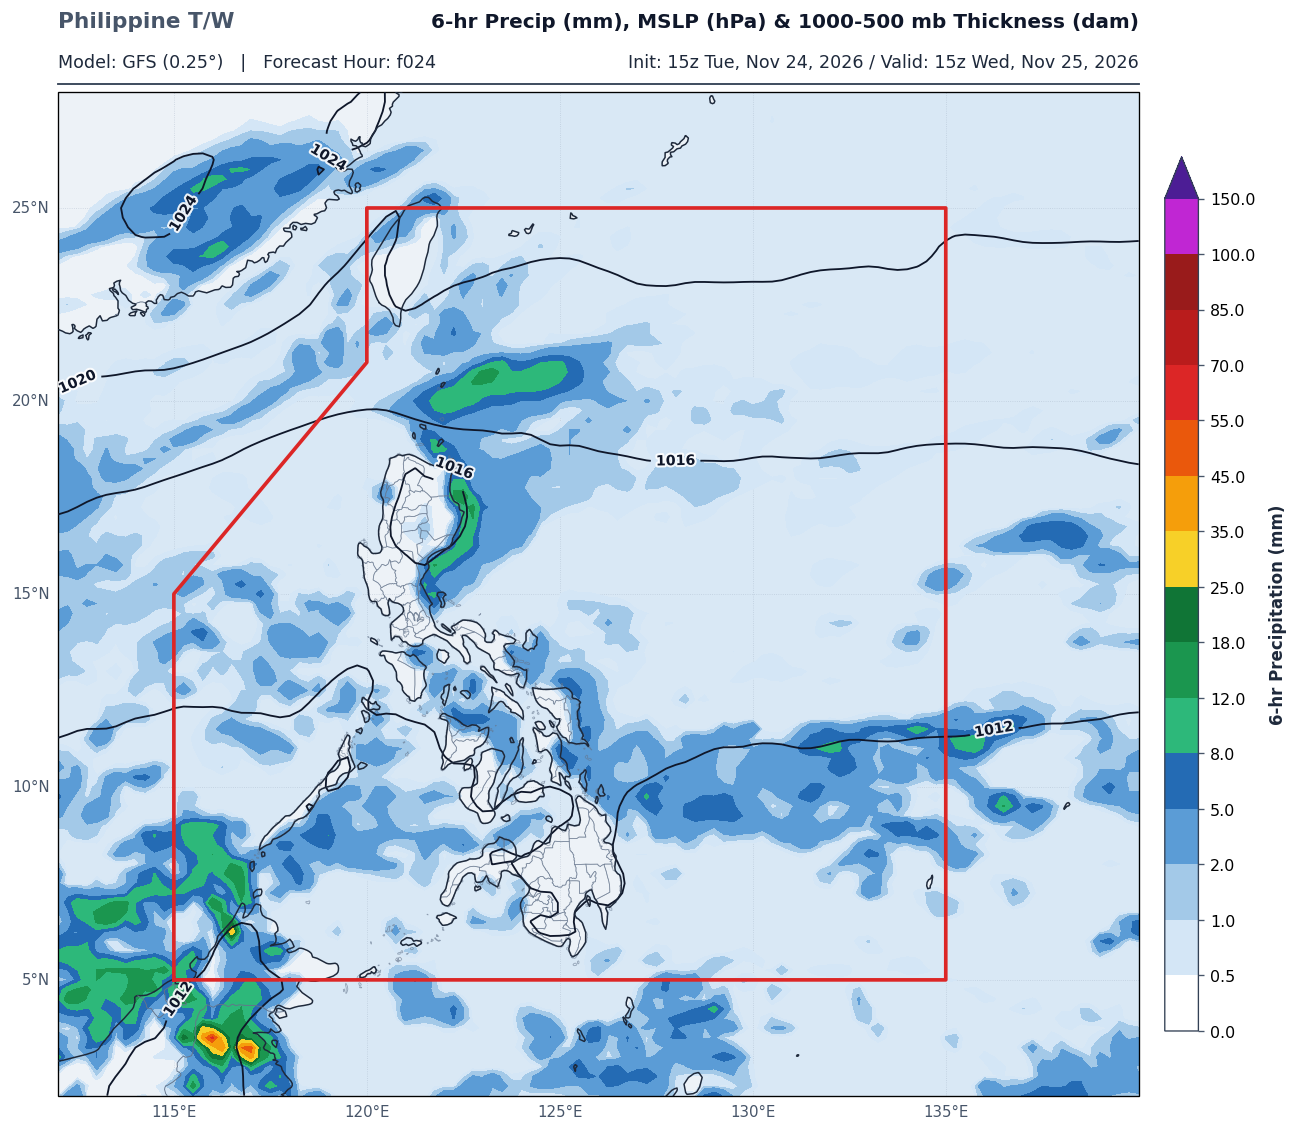 Philippine T/W
6-hr Precip (mm), MSLP (hPa) & 1000-500 mb Thickness (dam)
Model: GFS (0.25°)   |   Forecast Hour: f024
Init: 15z Tue, Nov 24, 2026 / Valid: 15z Wed, Nov 25, 2026
1024
1024
1020
1016
1016
1012
1012
25°N
20°N
15°N
10°N
5°N
115°E
120°E
125°E
130°E
135°E
150.0
100.0
85.0
70.0
55.0
45.0
35.0
25.0
18.0
12.0
8.0
5.0
2.0
1.0
0.5
0.0
6-hr Precipitation (mm)